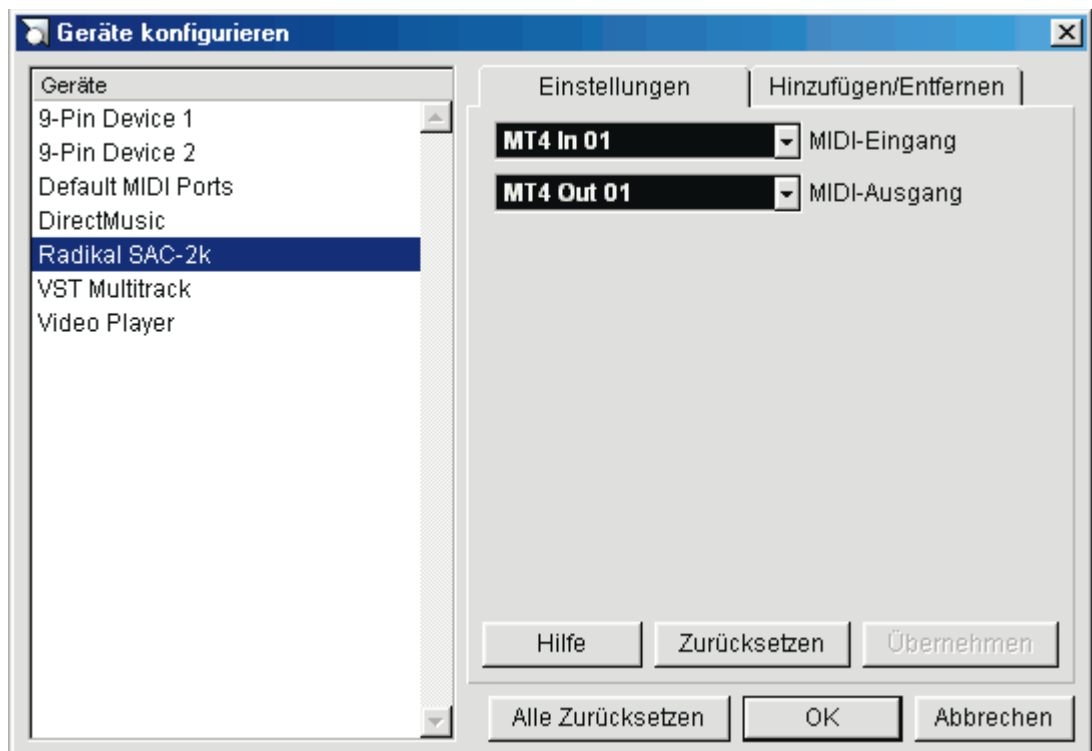 Geräte konfigurieren
Geräte
9-Pin Device 1
9-Pin Device 2
Default MIDI Ports
DirectMusic
Radikal SAC-2k
VST Multitrack
Video Player
Einstellungen
Hinzufügen/Entfernen
MT4 In 01
MIDI-Eingang
MT4 Out 01
MIDI-Ausgang
Hilfe
Zurücksetzen
Übernehmen
Alle Zurücksetzen
OK
Abbrechen